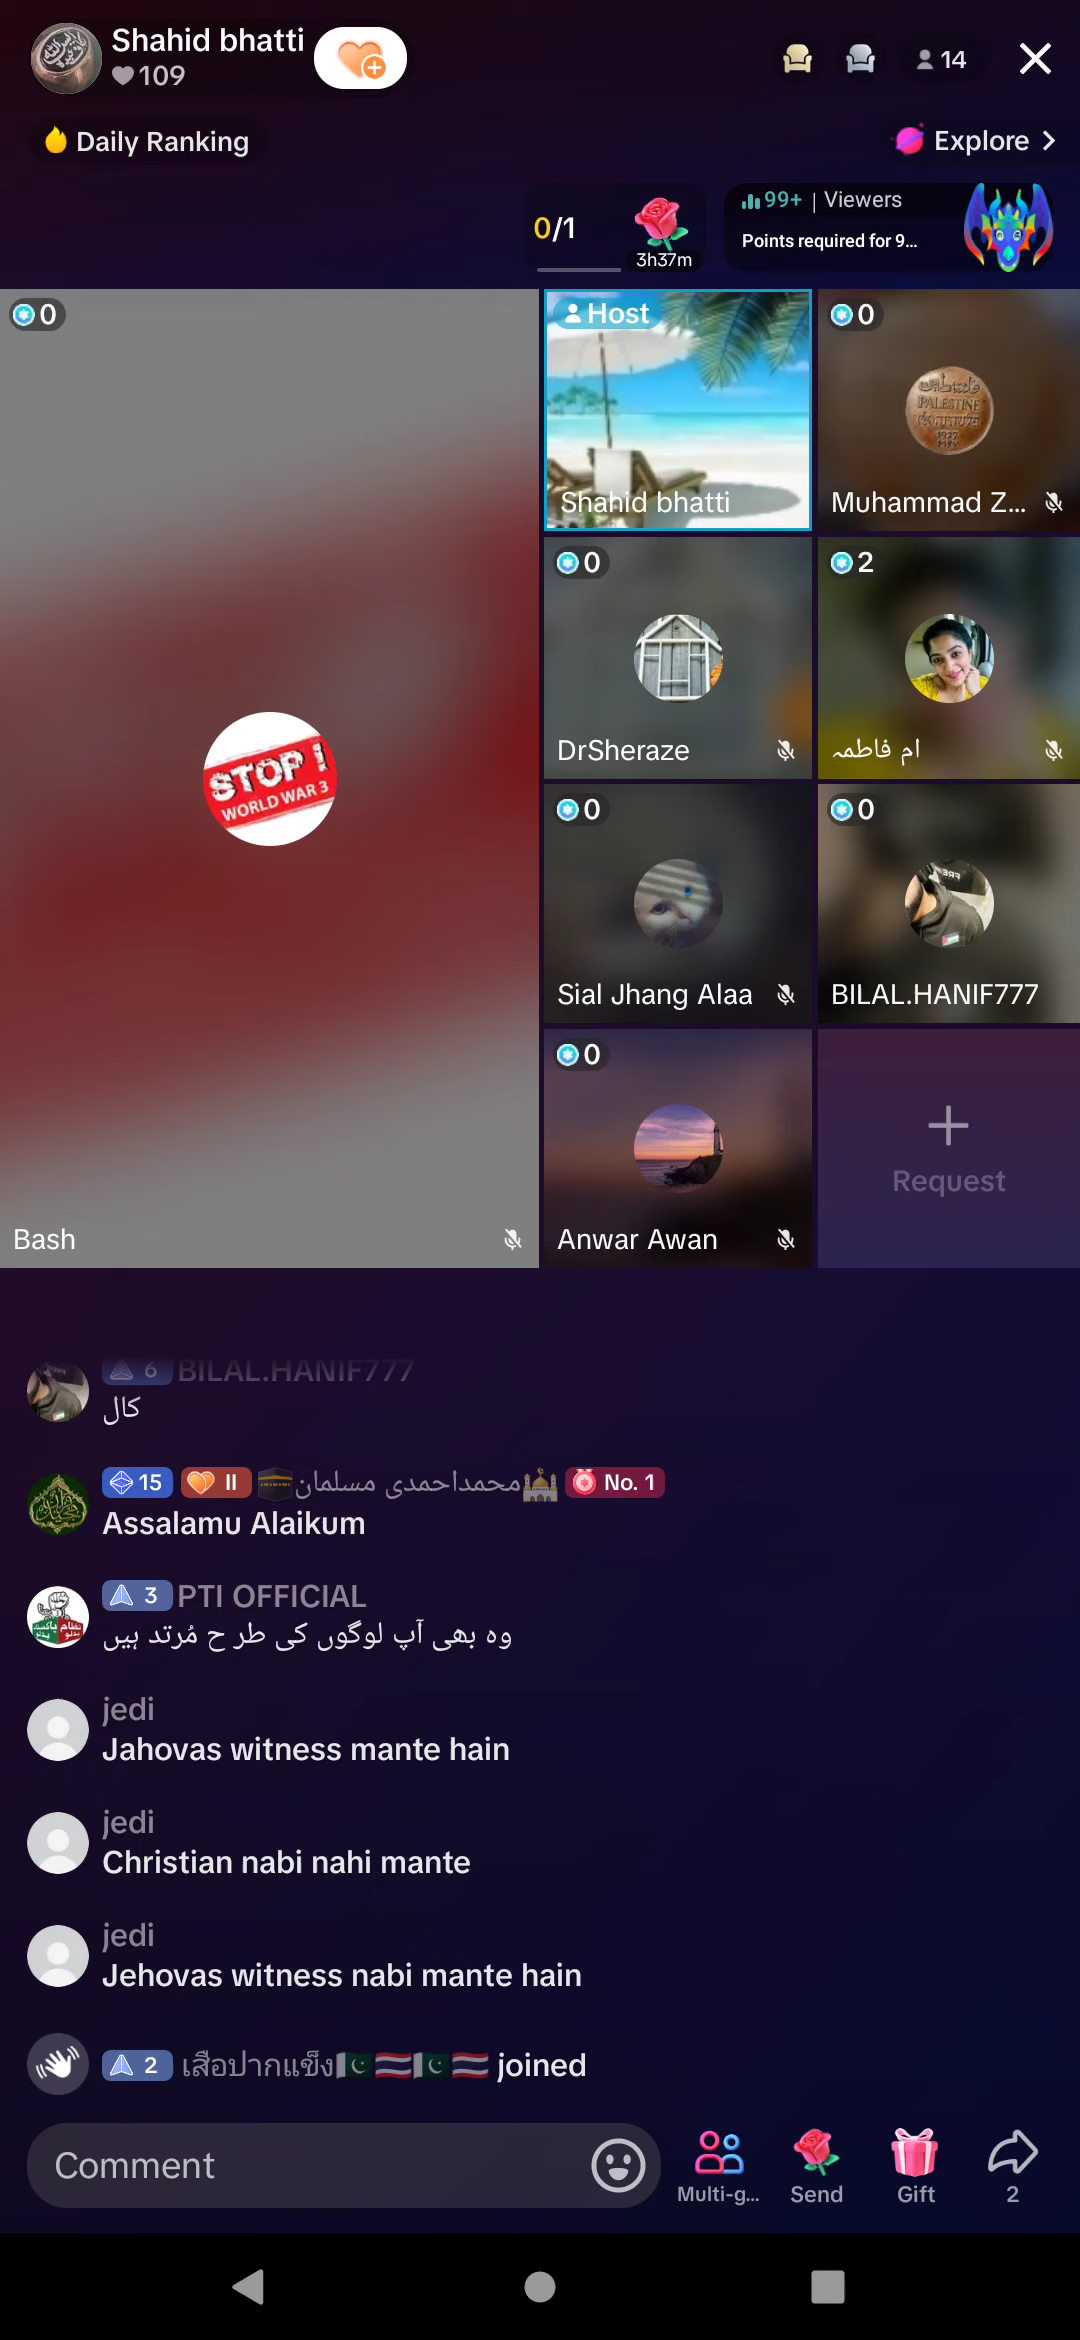 Shahid bhatti
109
14
Daily Ranking
Explore
0/1
3h37m
99+ | Viewers
Points required for 9...
0
STOP !
WORLD WAR 3
Bash
Host
Shahid bhatti
0
PALESTINE
1927
Muhammad Z...
0
DrSheraze
2
ام فاطمہ
0
Sial Jhang Alaa
0
BILAL.HANIF777
0
Anwar Awan
Request
6 BILAL.HANIF777
کال
15 II محمداحمدی مسلمان No. 1
Assalamu Alaikum
3 PTI OFFICIAL
وہ بھی آپ لوگوں کی طر ح مُرتد ہیں
jedi
Jahovas witness mante hain
jedi
Christian nabi nahi mante
jedi
Jehovas witness nabi mante hain
2 เสือปากแข็ง🇵🇰🇹🇭🇵🇰🇹🇭 joined
Comment
Multi-g...
Send
Gift
2